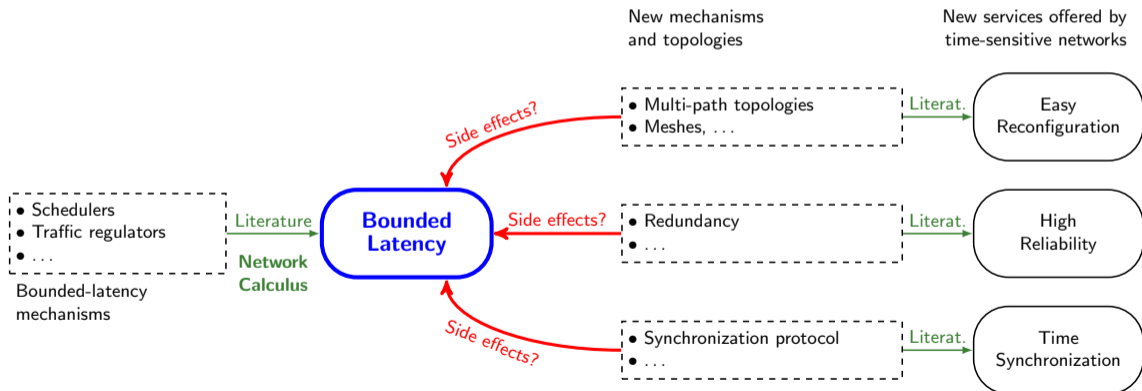 New mechanisms
and topologies
New services offered by
time-sensitive networks
• Multi-path topologies
• Meshes, ...
Literat.
Easy
Reconfiguration
Side effects?
• Schedulers
• Traffic regulators
• ...
Bounded-latency
mechanisms
Literature
Network
Calculus
Bounded
Latency
Side effects?
• Redundancy
• ...
Literat.
High
Reliability
Side effects?
• Synchronization protocol
• ...
Literat.
Time
Synchronization